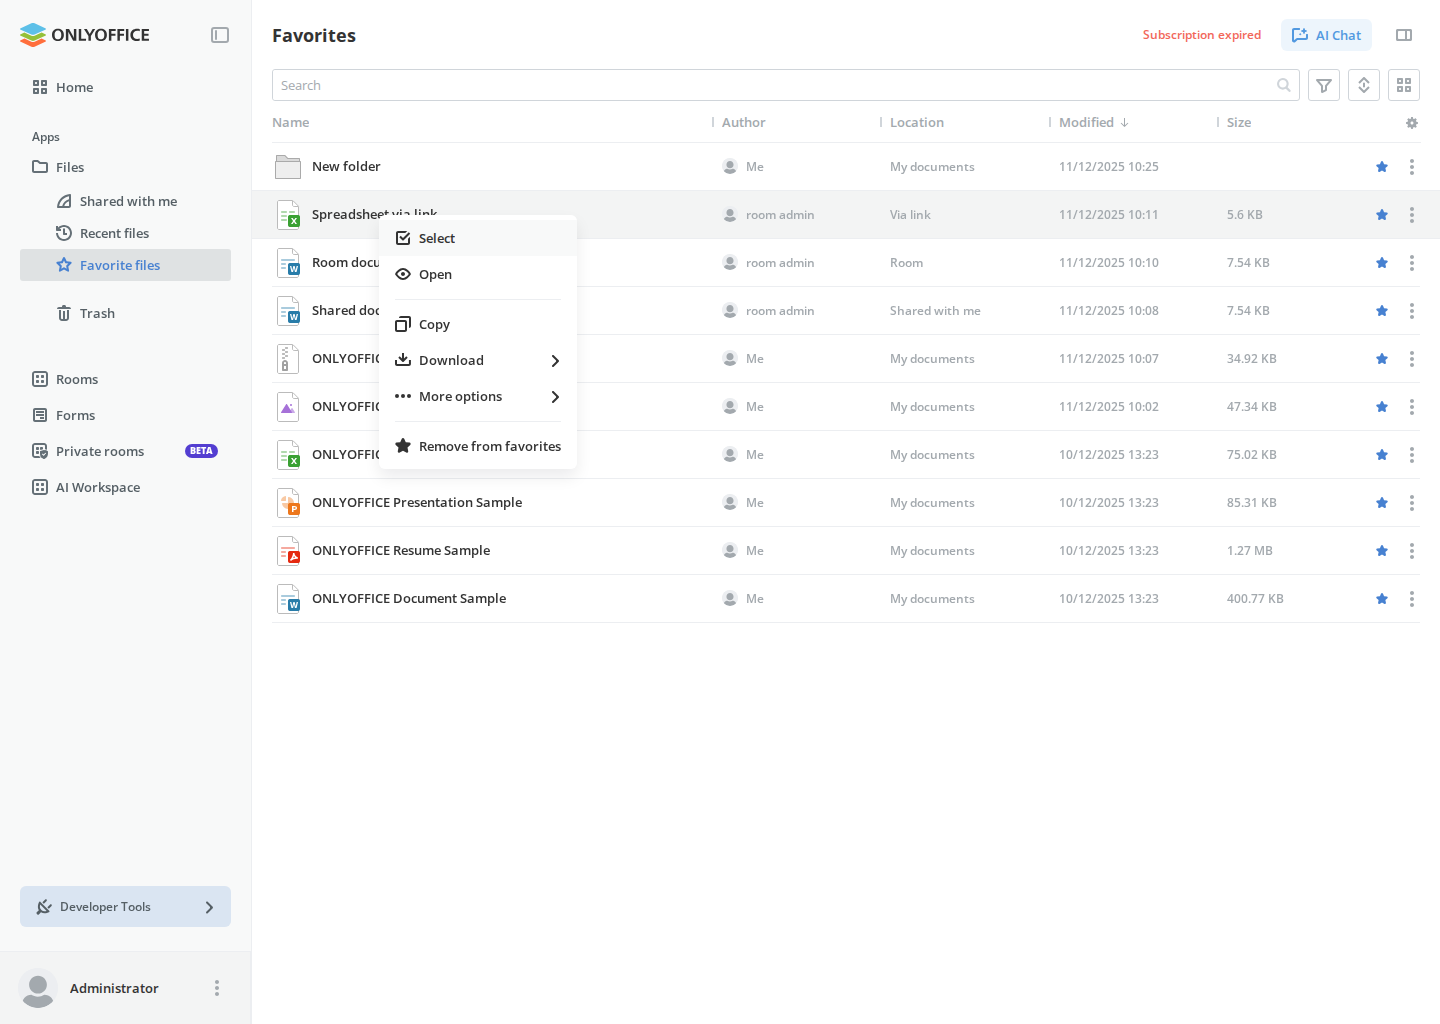 ONLYOFFICE
Home
Apps
Files
Shared with me
Recent files
Favorite files
Trash
Rooms
Forms
Private rooms BETA
AI Workspace
Developer Tools
Administrator
Favorites
Subscription expired
AI Chat
Search
Name Author Location Modified Size
New folder Me My documents 11/12/2025 10:25
Spreadsheet via link room admin Via link 11/12/2025 10:11 5.6 KB
Room docu room admin Room 11/12/2025 10:10 7.54 KB
Shared doc room admin Shared with me 11/12/2025 10:08 7.54 KB
ONLYOFFIC Me My documents 11/12/2025 10:07 34.92 KB
ONLYOFFIC Me My documents 11/12/2025 10:02 47.34 KB
ONLYOFFIC Me My documents 10/12/2025 13:23 75.02 KB
ONLYOFFICE Presentation Sample Me My documents 10/12/2025 13:23 85.31 KB
ONLYOFFICE Resume Sample Me My documents 10/12/2025 13:23 1.27 MB
ONLYOFFICE Document Sample Me My documents 10/12/2025 13:23 400.77 KB
Select
Open
Copy
Download
More options
Remove from favorites